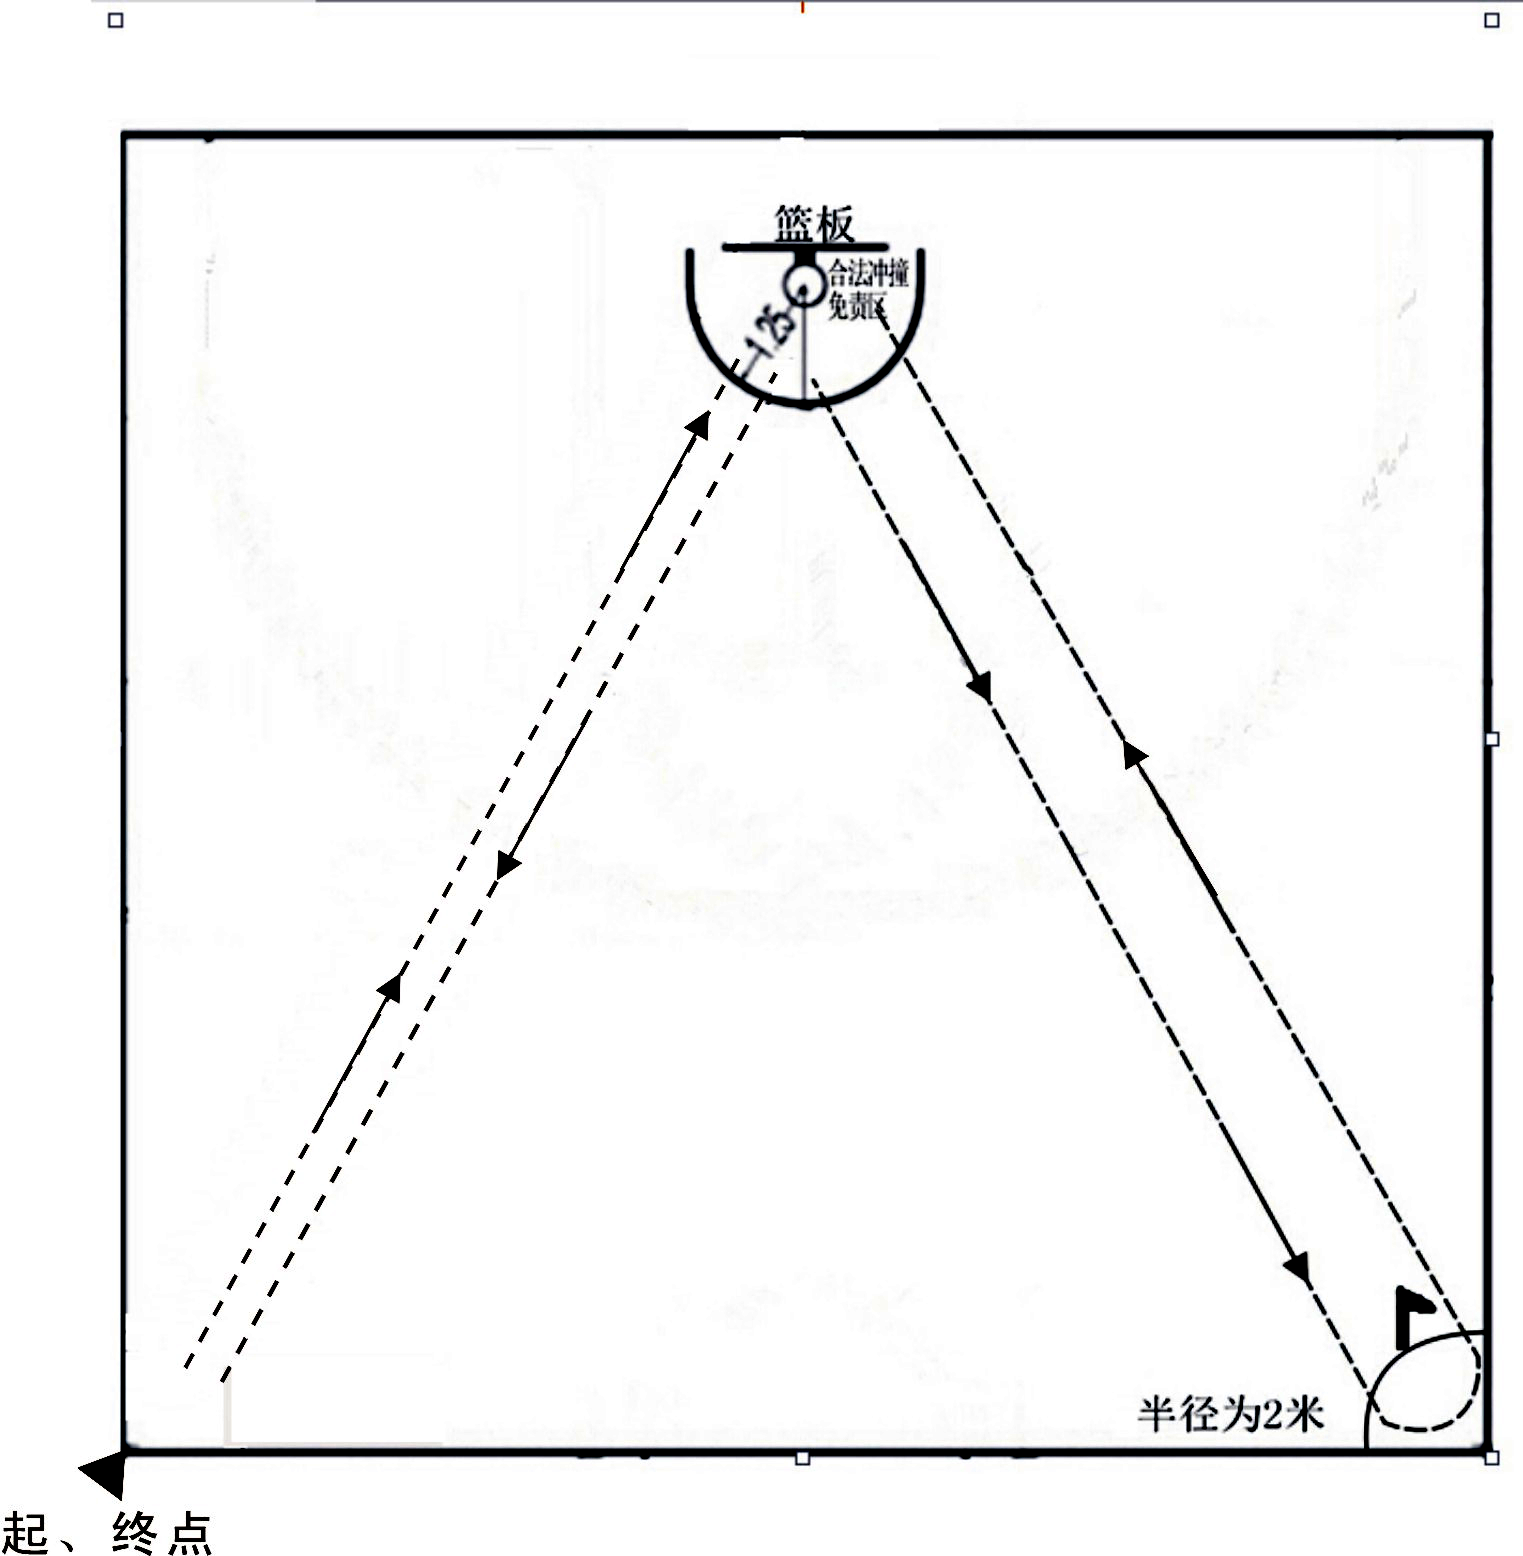 篮板
合法冲撞
免责区
1.25
半径为2米
起、终点